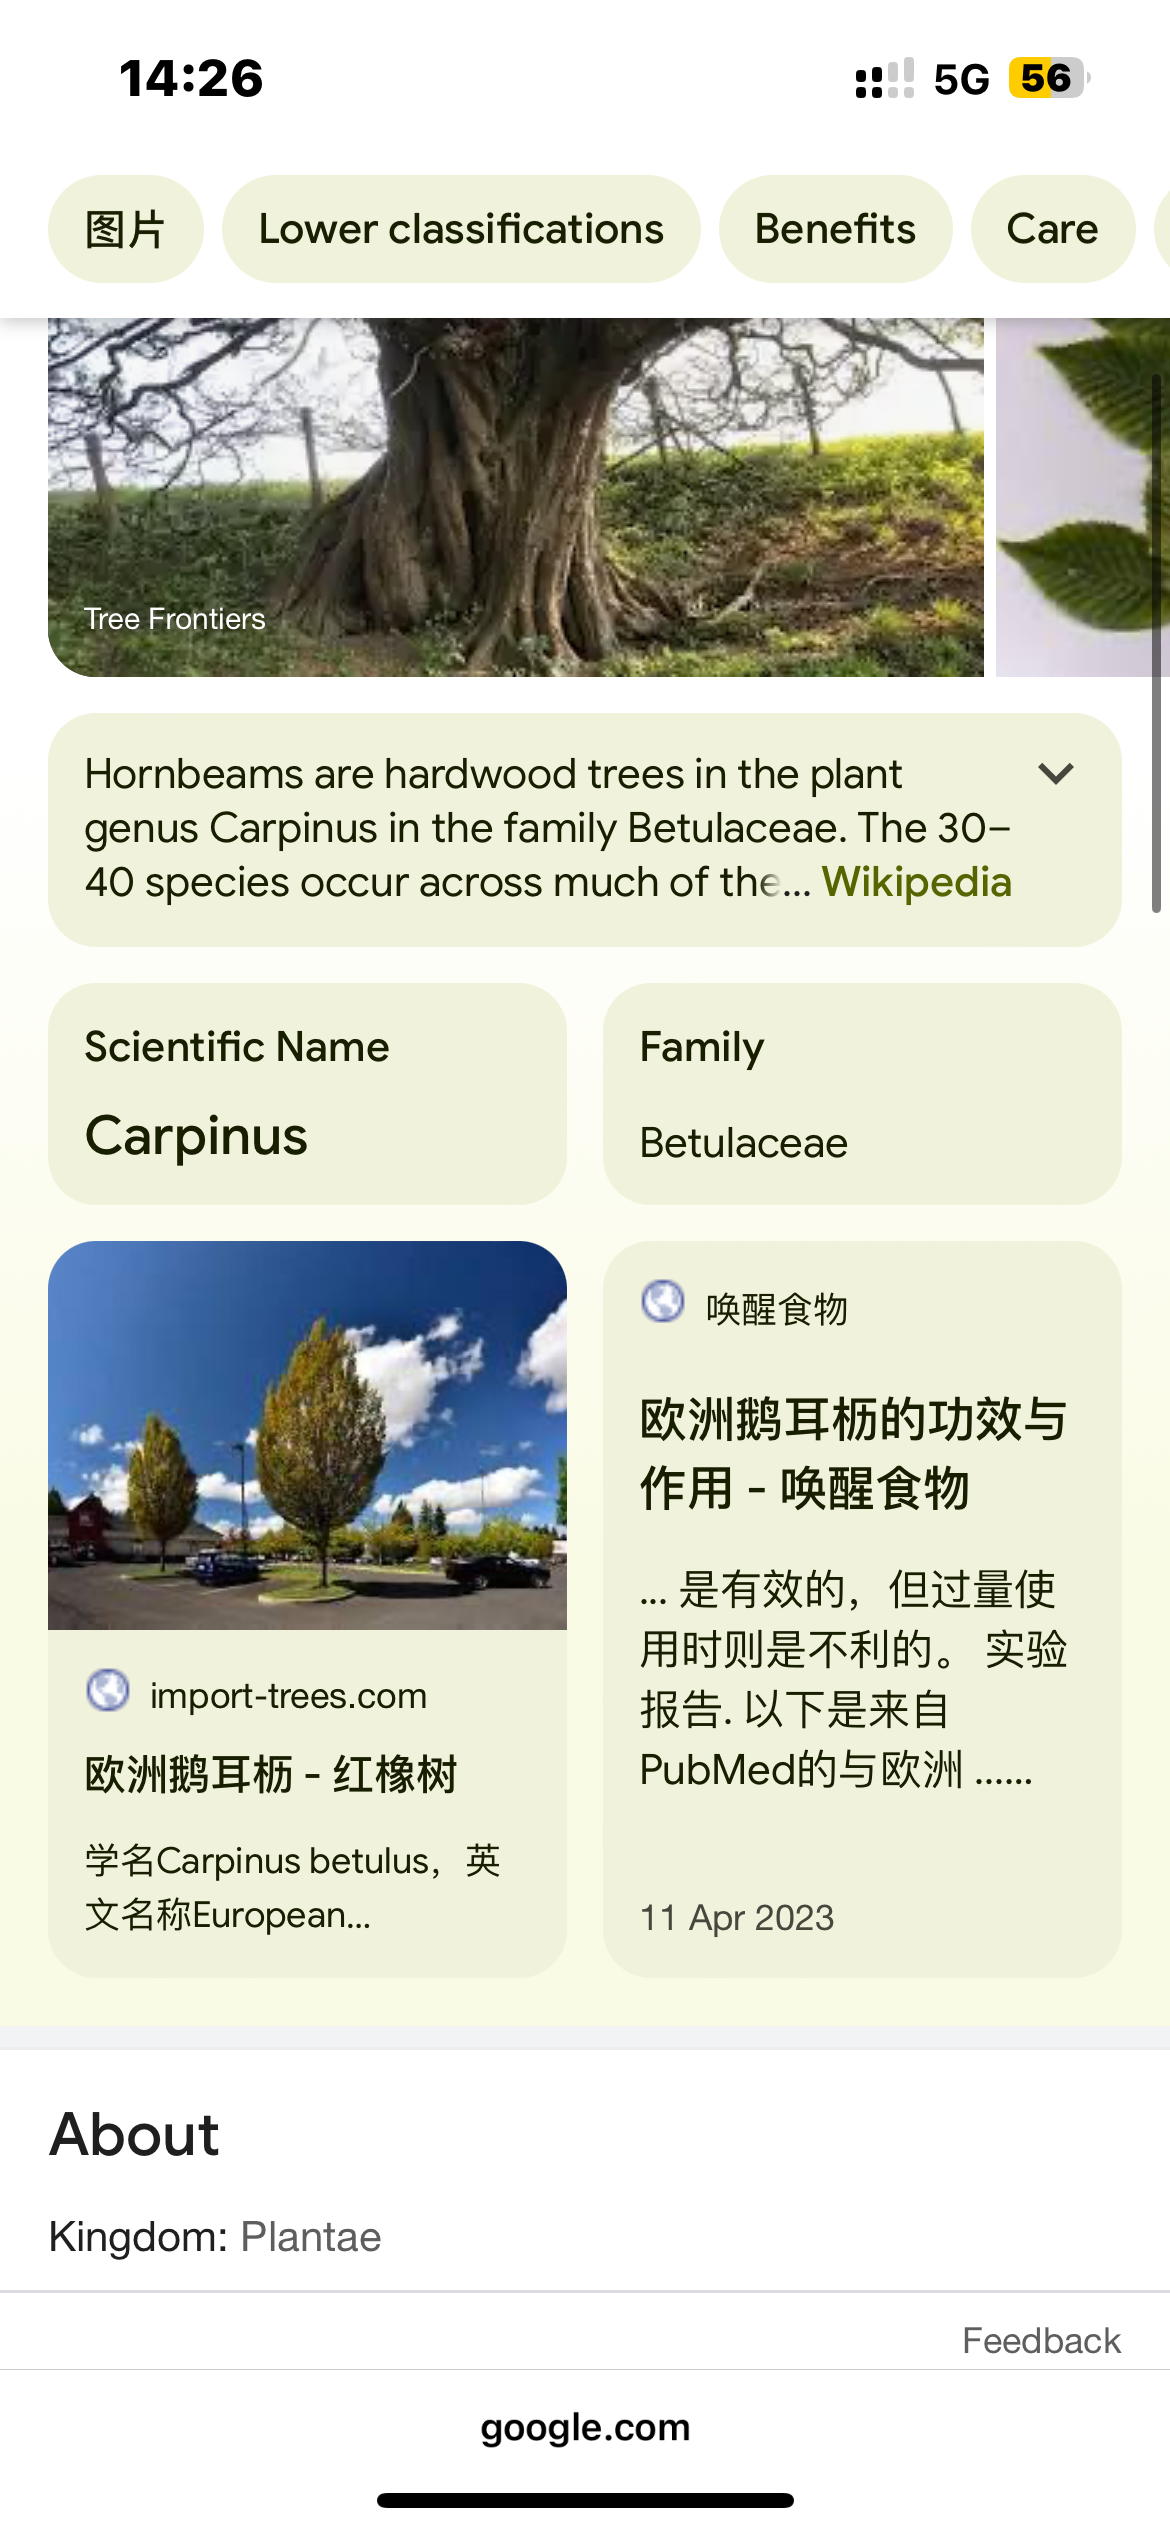 14:26
5G
56
图片
Lower classifications
Benefits
Care
Tree Frontiers
Hornbeams are hardwood trees in the plant
genus Carpinus in the family Betulaceae. The 30–
40 species occur across much of the... Wikipedia
Scientific Name
Carpinus
Family
Betulaceae
import-trees.com
欧洲鹅耳枥 - 红橡树
学名Carpinus betulus，英
文名称European...
唤醒食物
欧洲鹅耳枥的功效与
作用 - 唤醒食物
... 是有效的，但过量使
用时则是不利的。 实验
报告. 以下是来自
PubMed的与欧洲 ......
11 Apr 2023
About
Kingdom: Plantae
Feedback
google.com